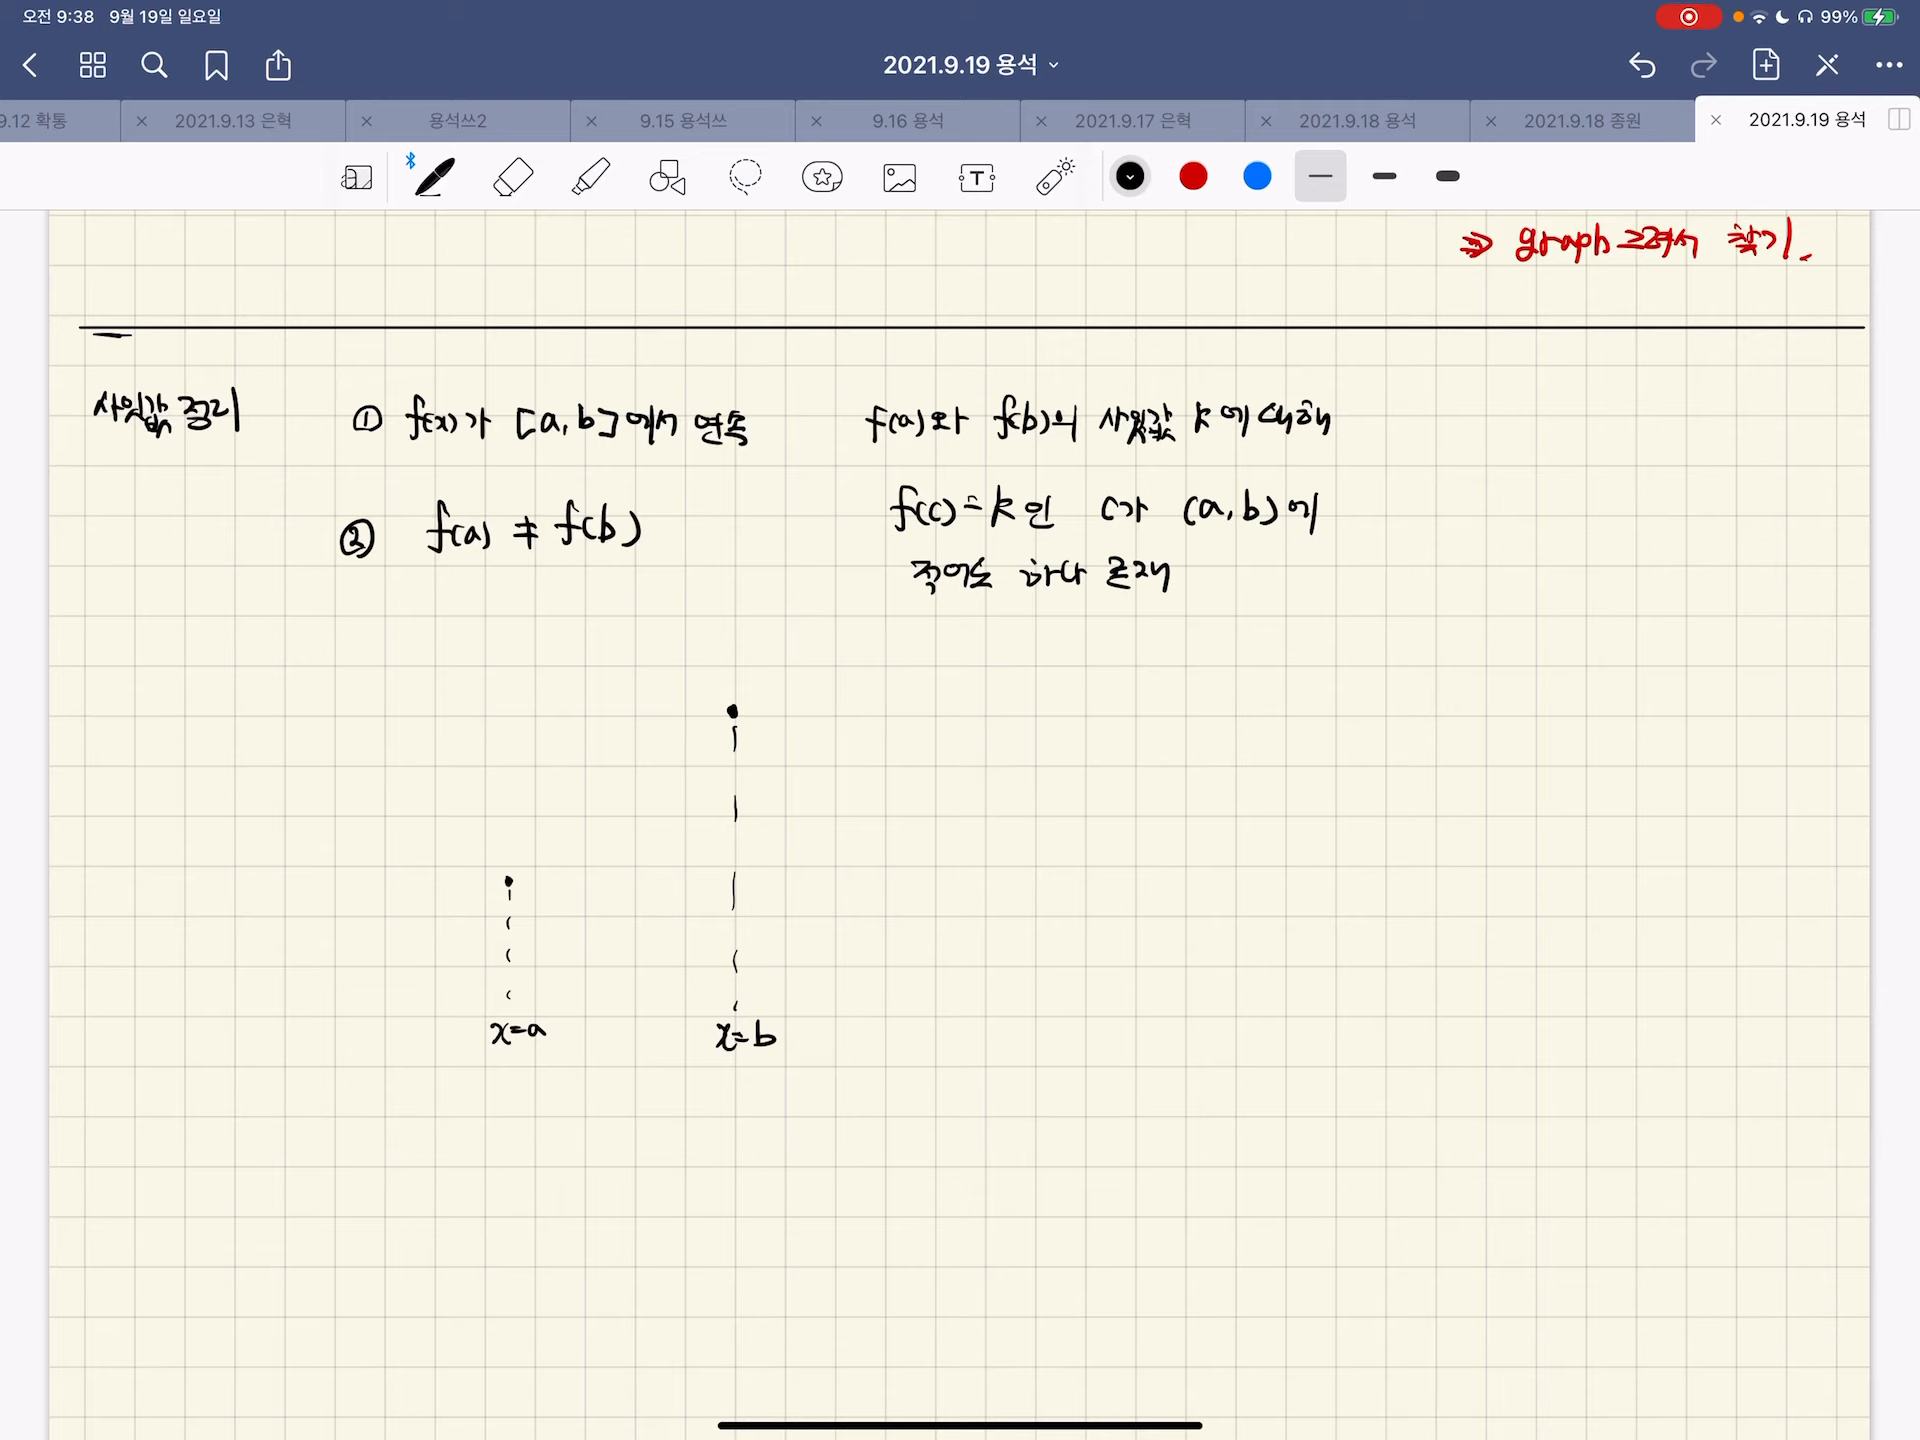 오전 9:38 9월 19일 일요일
99%
2021.9.19 용석
9.12 확통
2021.9.13 은혁
용석쓰2
9.15 용석쓰
9.16 용석
2021.9.17 은혁
2021.9.18 용석
2021.9.18 종원
2021.9.19 용석
⇒ graph 그려서 찾기.
사잇값 정리
① f(x)가 [a, b]에서 연속
f(a)와 f(b)의 사잇값 k에 대해
② f(a) ≠ f(b)
f(c)=k인 c가 (a, b)에
적어도 하나 존재
x=a
x=b